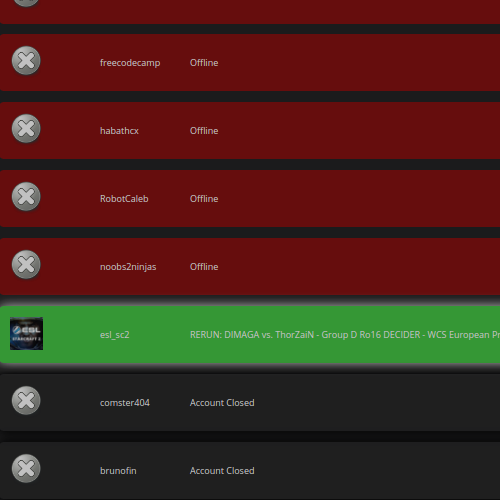 freecodecamp Offline
habathcx Offline
RobotCaleb Offline
noobs2ninjas Offline
ESL
STARCRAFT II
esl_sc2 RERUN: DIMAGA vs. ThorZaiN - Group D Ro16 DECIDER - WCS European Pr
comster404 Account Closed
brunofin Account Closed